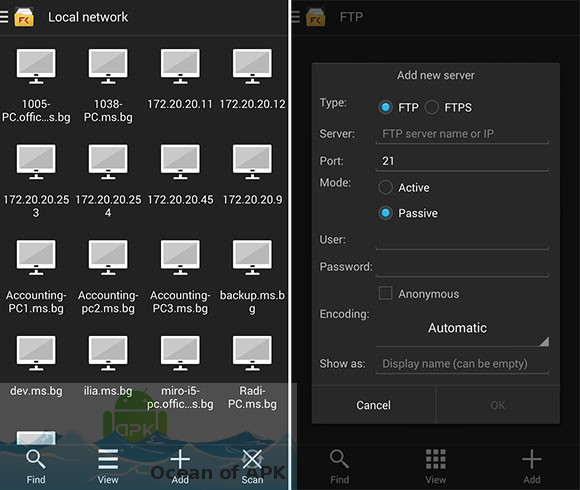 Local network
1005-
PC.offic...s.bg
1038-
PC.ms.bg
172.20.20.11
172.20.20.12
172.20.20.25
3
172.20.20.25
4
172.20.20.45
172.20.20.9
Accounting-
PC1.ms.bg
Accounting-
pc2.ms.bg
Accounting-
PC3.ms.bg
backup.ms.b
g
dev.ms.bg
ilia.ms.bg
miro-i5-
pc.offic...s.bg
Radi-
PC.ms.bg
APK
Ocean of APK
Find
View
Add
Scan
FTP
Add new server
Type:
FTP
FTPS
Server:
FTP server name or IP
Port:
21
Mode:
Active
Passive
User:
Password:
Anonymous
Encoding:
Automatic
Show as:
Display name (can be empty)
Cancel
OK
Find
View
Add